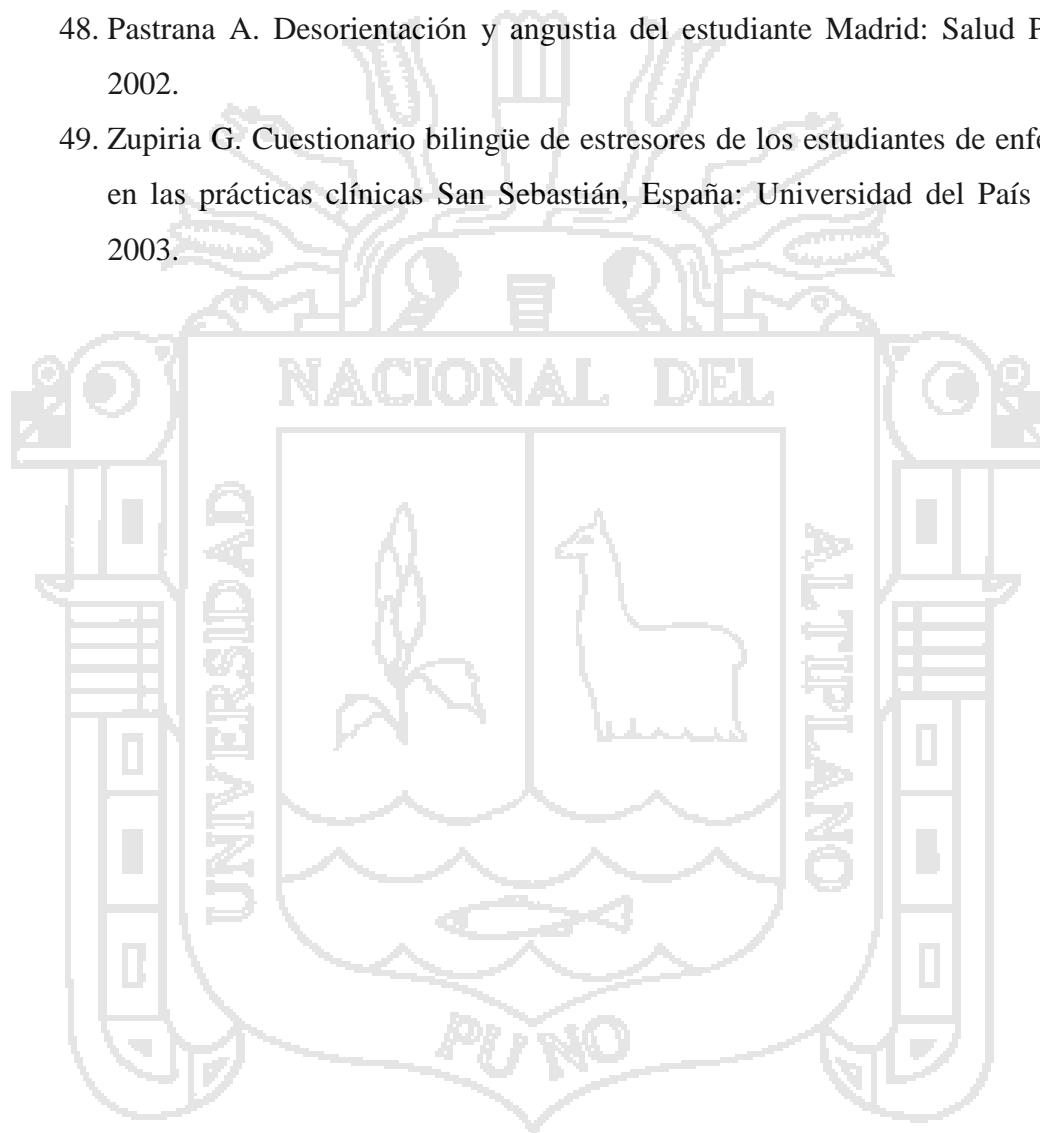 48. Pastrana A. Desorientación y angustia del estudiante Madrid: Salud
2002.
49. Zupiria G. Cuestionario bilingüe de estresores de los estudiantes de
en las prácticas clínicas San Sebastián, España: Universidad del País
2003.
NACIONAL DEL
UNIVERSIDAD
ALTIPLANO
PUNO